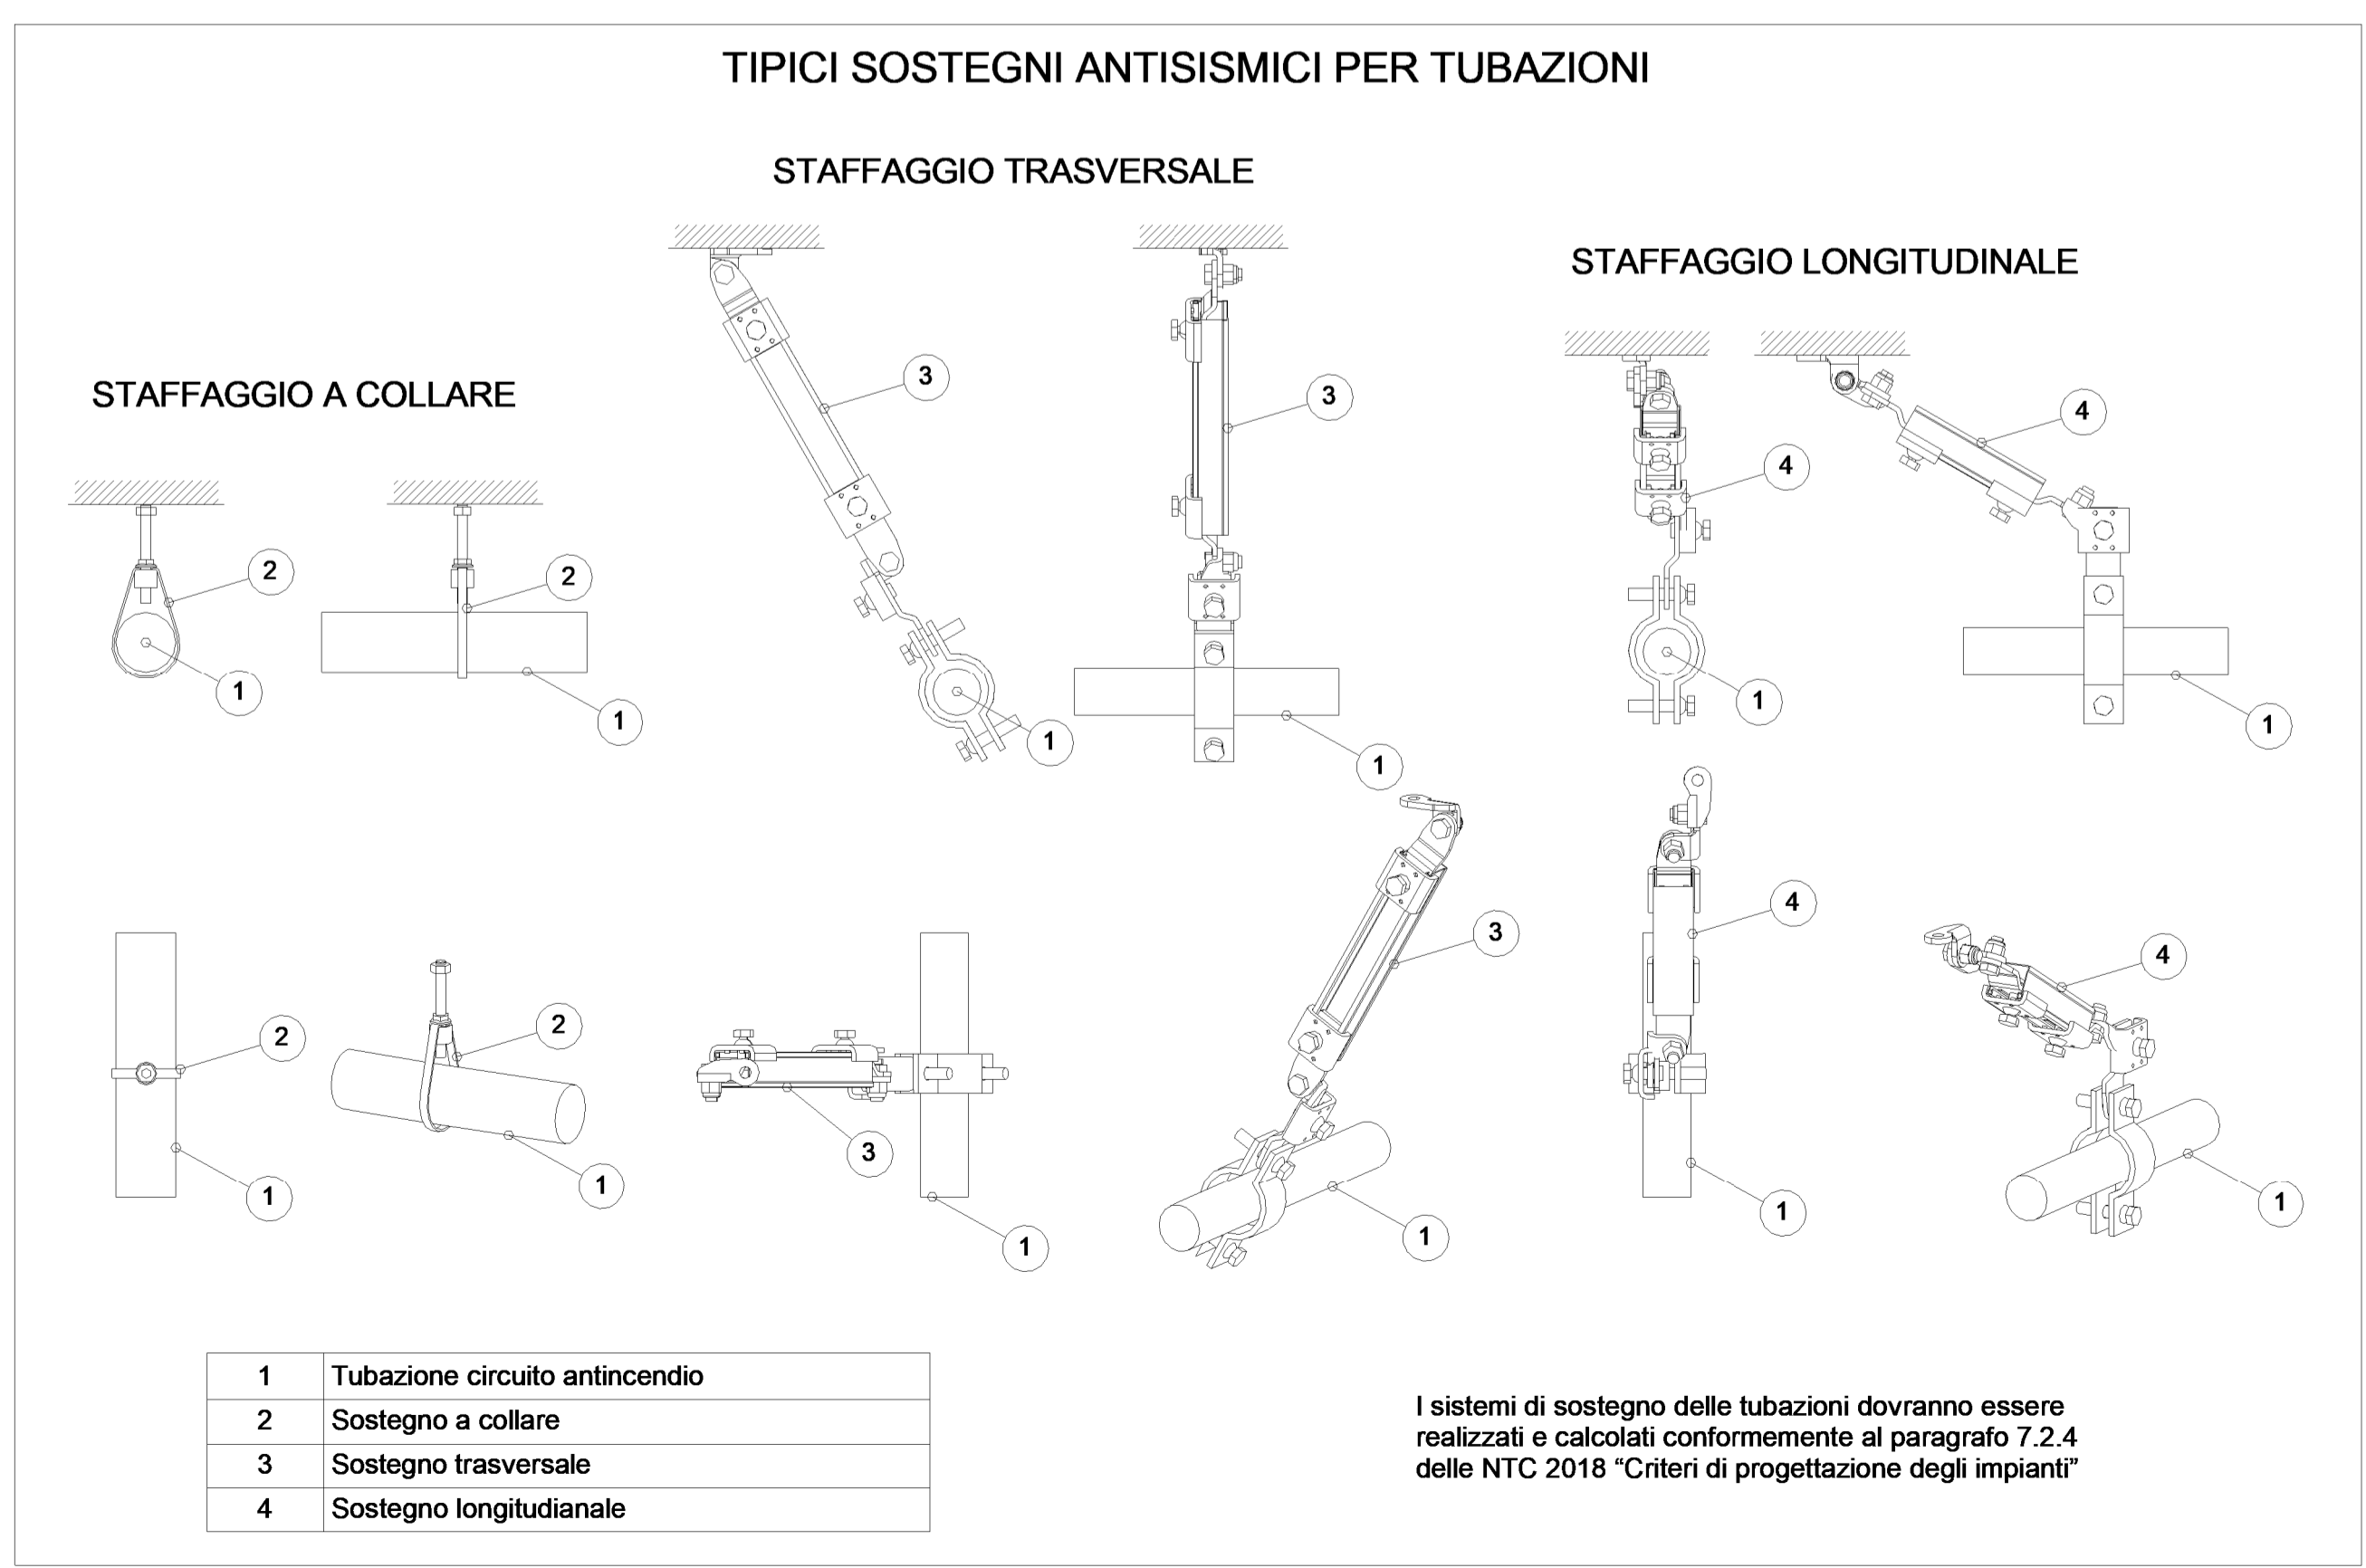 TIPICI SOSTEGNI ANTISISMICI PER TUBAZIONI
STAFFAGGIO TRASVERSALE
STAFFAGGIO LONGITUDINALE
STAFFAGGIO A COLLARE
3
3
4
4
2
2
1
1
1
1
1
1
3
4
4
2
2
3
1
1
1
1
1
1
1 Tubazione circuito antincendio
2 Sostegno a collare
3 Sostegno trasversale
4 Sostegno longitudianale
I sistemi di sostegno delle tubazioni dovranno essere
realizzati e calcolati conformemente al paragrafo 7.2.4
delle NTC 2018 “Criteri di progettazione degli impianti”